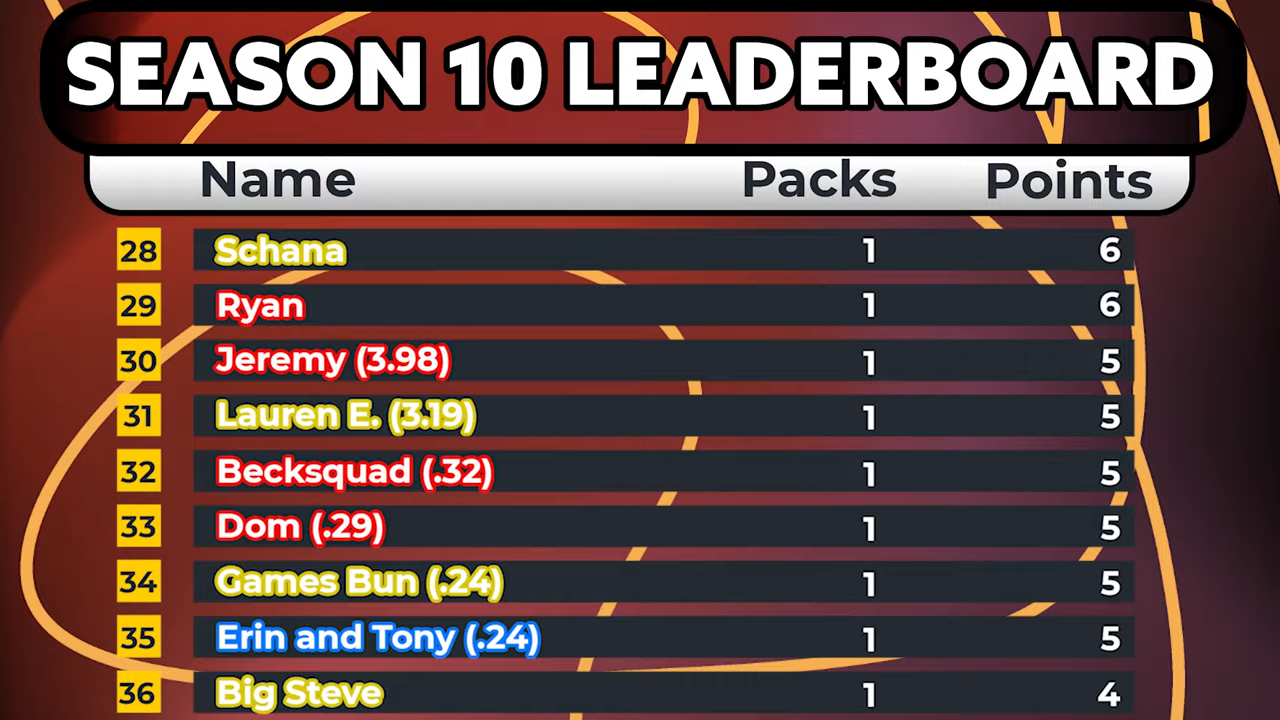 SEASON 10 LEADERBOARD
Name Packs Points
28 Schana 1 6
29 Ryan 1 6
30 Jeremy (3.98) 1 5
31 Lauren E. (3.19) 1 5
32 Becksquad (.32) 1 5
33 Dom (.29) 1 5
34 Games Bun (.24) 1 5
35 Erin and Tony (.24) 1 5
36 Big Steve 1 4